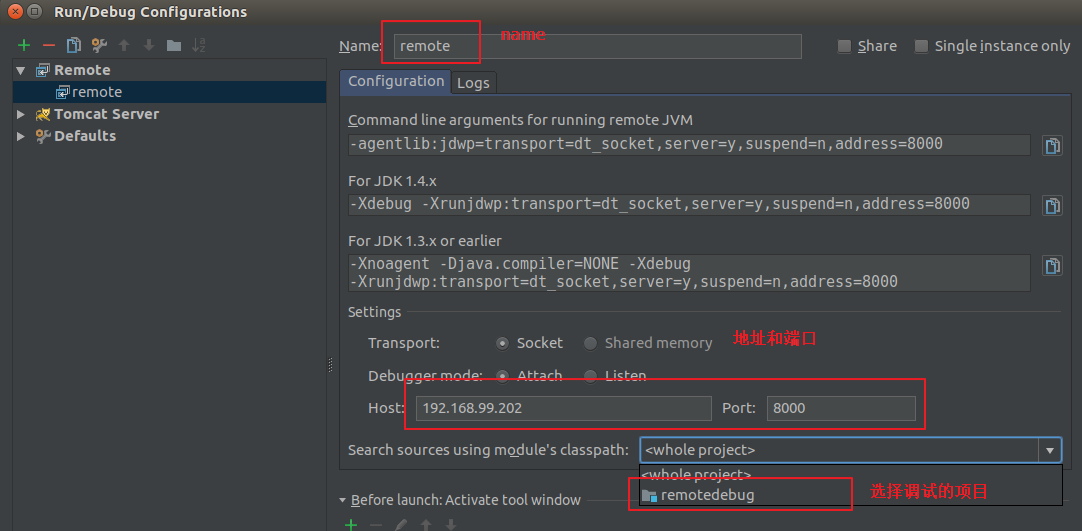 Run/Debug Configurations
Name: remote name Share Single instance only
Remote
remote
Tomcat Server
Defaults
Configuration Logs
Command line arguments for running remote JVM
-agentlib:jdwp=transport=dt_socket,server=y,suspend=n,address=8000
For JDK 1.4.x
-Xdebug -Xrunjdwp:transport=dt_socket,server=y,suspend=n,address=8000
For JDK 1.3.x or earlier
-Xnoagent -Djava.compiler=NONE -Xdebug
-Xrunjdwp:transport=dt_socket,server=y,suspend=n,address=8000
Settings
Transport: Socket Shared memory 地址和端口
Debugger mode: Attach Listen
Host: 192.168.99.202 Port: 8000
Search sources using module's classpath: <whole project>
<whole project>
remotedebug 选择调试的项目
Before launch: Activate tool window